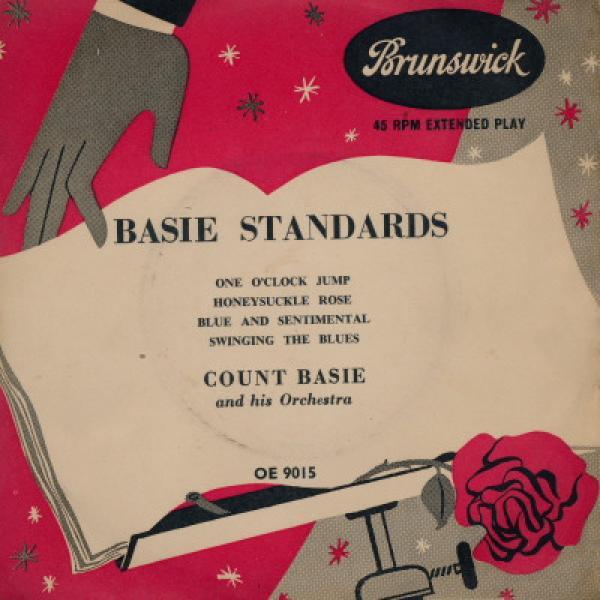 Brunswick
45 RPM EXTENDED PLAY
BASIE STANDARDS
ONE O'CLOCK JUMP
HONEYSUCKLE ROSE
BLUE AND SENTIMENTAL
SWINGING THE BLUES
COUNT BASIE
and his Orchestra
OE 9015